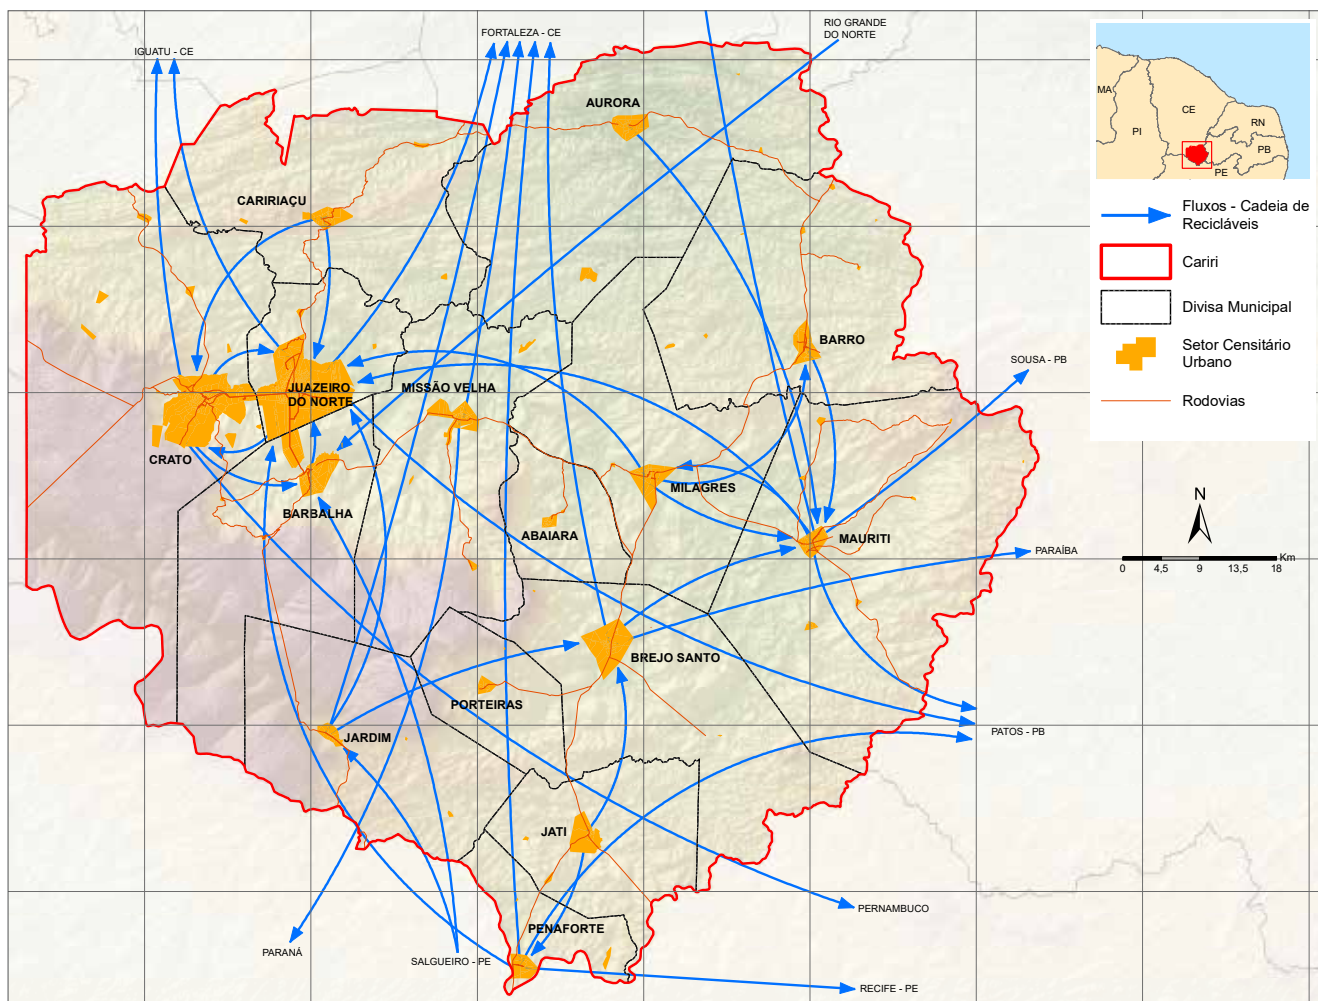 IGUATU - CE
FORTALEZA - CE
RIO GRANDE
DO NORTE
AURORA
CARIRIAÇU
BARRO
SOUSA - PB
JUAZEIRO
DO NORTE
MISSÃO VELHA
CRATO
MILAGRES
BARBALHA
ABAIARA
MAURITI
PARAÍBA
BREJO SANTO
PORTEIRAS
JARDIM
PATOS - PB
JATI
PERNAMBUCO
PENAFORTE
PARANÁ
SALGUEIRO - PE
RECIFE - PE
MA
PI
CE
RN
PB
PE
Fluxos - Cadeia de
Recicláveis
Cariri
Divisa Municipal
Setor Censitário
Urbano
Rodovias
N
Km
0 4,5 9 13,5 18